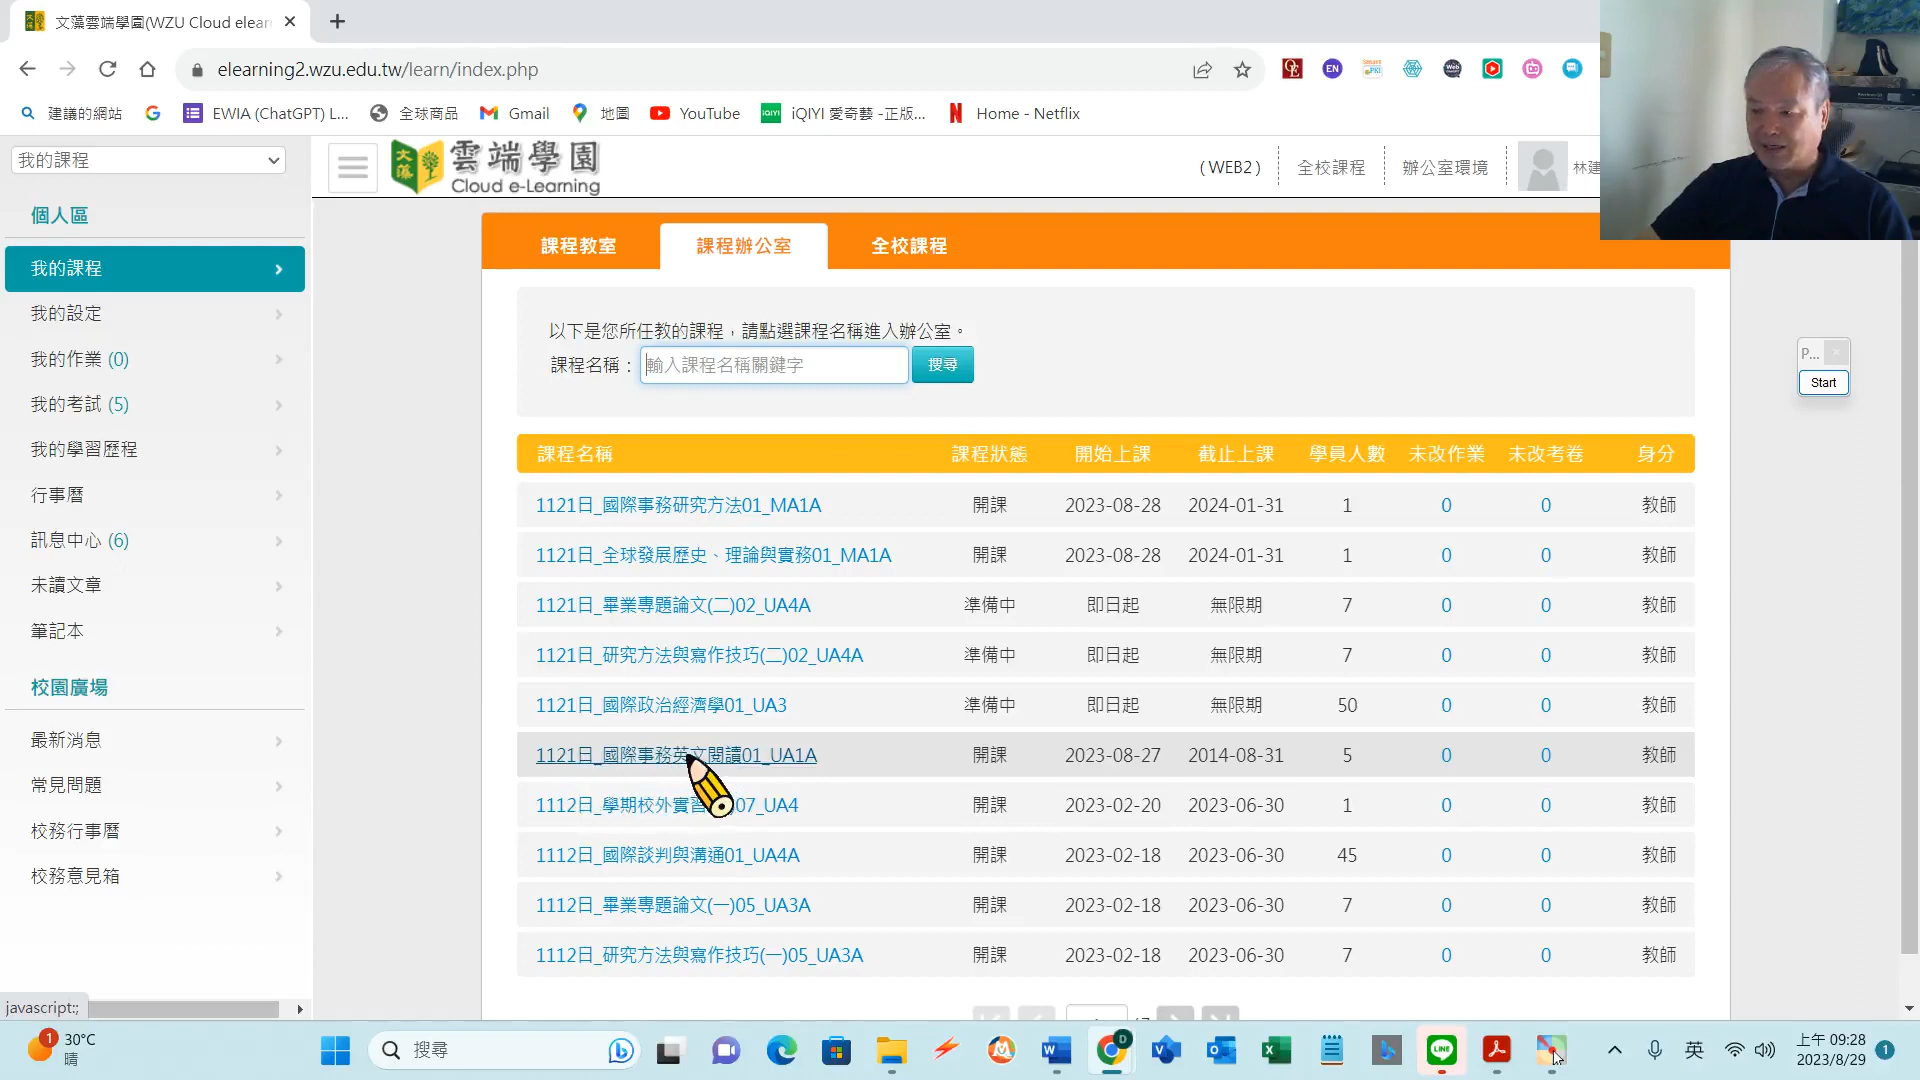 文藻雲端學園(WZU Cloud elear
elearning2.wzu.edu.tw/learn/index.php
建議的網站
EWIA (ChatGPT) L...
全球商品
Gmail
地圖
YouTube
iQIYI 愛奇藝 -正版...
Home - Netflix
我的課程
文藻
雲端學園
Cloud e-Learning
( WEB2 )
全校課程
辦公室環境
林建
個人區
我的課程
我的設定
我的作業 (0)
我的考試 (5)
我的學習歷程
行事曆
訊息中心 (6)
未讀文章
筆記本
校園廣場
最新消息
常見問題
校務行事曆
校務意見箱
課程教室
課程辦公室
全校課程
以下是您所任教的課程，請點選課程名稱進入辦公室。
課程名稱：
輸入課程名稱關鍵字
搜尋
P...
Start
課程名稱 課程狀態 開始上課 截止上課 學員人數 未改作業 未改考卷 身分
1121日_國際事務研究方法01_MA1A 開課 2023-08-28 2024-01-31 1 0 0 教師
1121日_全球發展歷史、理論與實務01_MA1A 開課 2023-08-28 2024-01-31 1 0 0 教師
1121日_畢業專題論文(二)02_UA4A 準備中 即日起 無限期 7 0 0 教師
1121日_研究方法與寫作技巧(二)02_UA4A 準備中 即日起 無限期 7 0 0 教師
1121日_國際政治經濟學01_UA3 準備中 即日起 無限期 50 0 0 教師
1121日_國際事務英文閱讀01_UA1A 開課 2023-08-27 2014-08-31 5 0 0 教師
1112日_學期校外實習 )07_UA4 開課 2023-02-20 2023-06-30 1 0 0 教師
1112日_國際談判與溝通01_UA4A 開課 2023-02-18 2023-06-30 45 0 0 教師
1112日_畢業專題論文(一)05_UA3A 開課 2023-02-18 2023-06-30 7 0 0 教師
1112日_研究方法與寫作技巧(一)05_UA3A 開課 2023-02-18 2023-06-30 7 0 0 教師
javascript:;
1
30°C
晴
搜尋
英
上午 09:28
2023/8/29
1